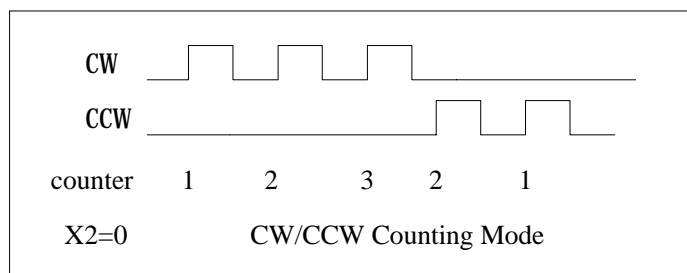 CW
CCW
counter 1 2 3 2 1
X2=0 CW/CCW Counting Mode